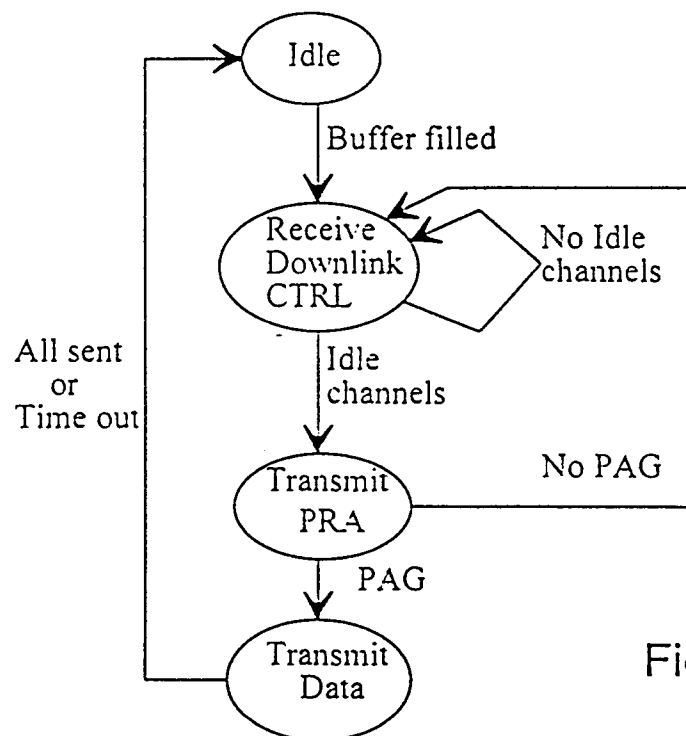 Idle
Buffer filled
Receive
Downlink
CTRL
No Idle
channels
All sent
or
Time out
Idle
channels
Transmit
PRA
No PAG
PAG
Transmit
Data